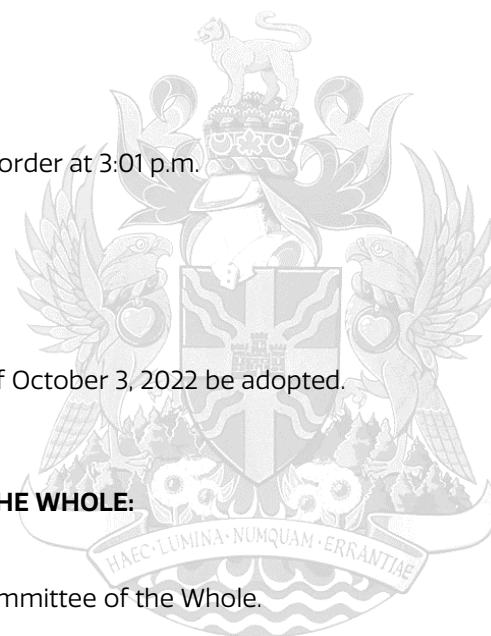 order at 3:01 p.m.
f October 3, 2022 be adopted.
HE WHOLE:
HAEC · LUMINA · NUMQUAM · ERRANTIAE
mmittee of the Whole.